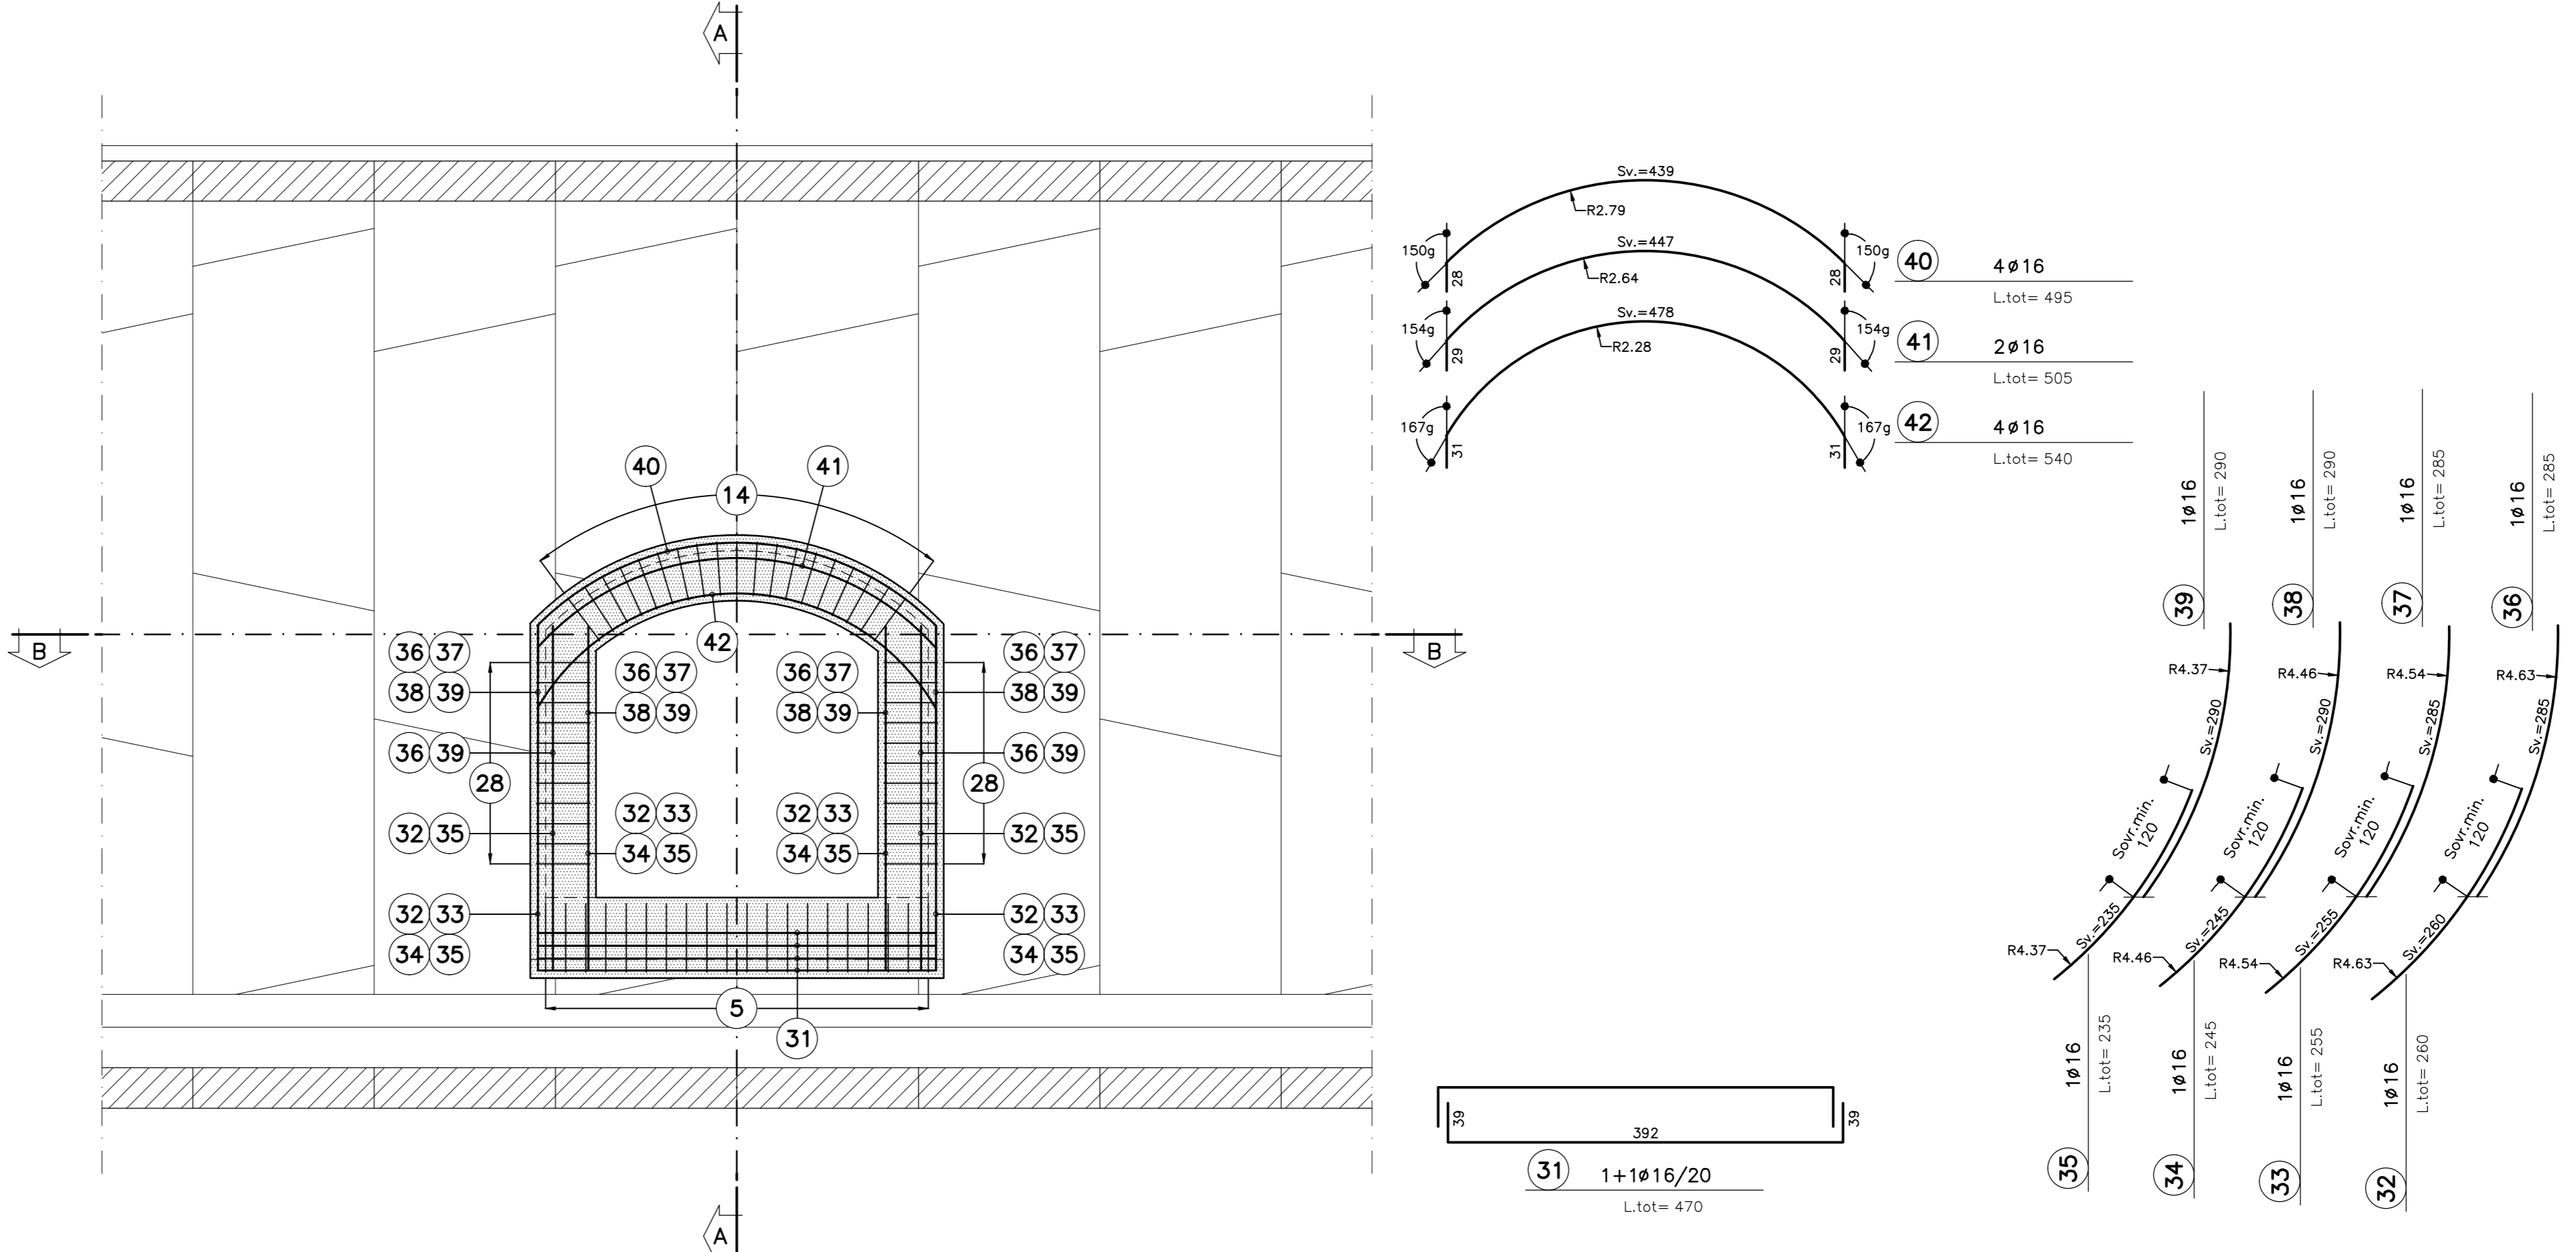 A
Sv.=439
R2.79
150g
28
150g
28
40
4ø16
L.tot= 495
Sv.=447
R2.64
154g
29
154g
29
41
2ø16
L.tot= 505
Sv.=478
R2.28
167g
31
167g
31
42
4ø16
L.tot= 540
40
41
14
42
B
B
36 37
38 39
36 37
38 39
36 37
38 39
36 37
38 39
36 39
36 39
28
28
32 35
32 35
32 33
34 35
32 33
34 35
32 33
34 35
32 33
34 35
5
31
A
39
392
39
31
1+1ø16/20
L.tot= 470
1ø16
L.tot= 290
39
R4.37
Sv.=290
Sovr.min.
120
Sv.=235
R4.37
1ø16
L.tot= 235
35
1ø16
L.tot= 290
38
R4.46
Sv.=290
Sovr.min.
120
Sv.=245
R4.46
1ø16
L.tot= 245
34
1ø16
L.tot= 285
37
R4.54
Sv.=285
Sovr.min.
120
Sv.=255
R4.54
1ø16
L.tot= 255
33
1ø16
L.tot= 285
36
R4.63
Sv.=285
Sovr.min.
120
Sv.=260
R4.63
1ø16
L.tot= 260
32